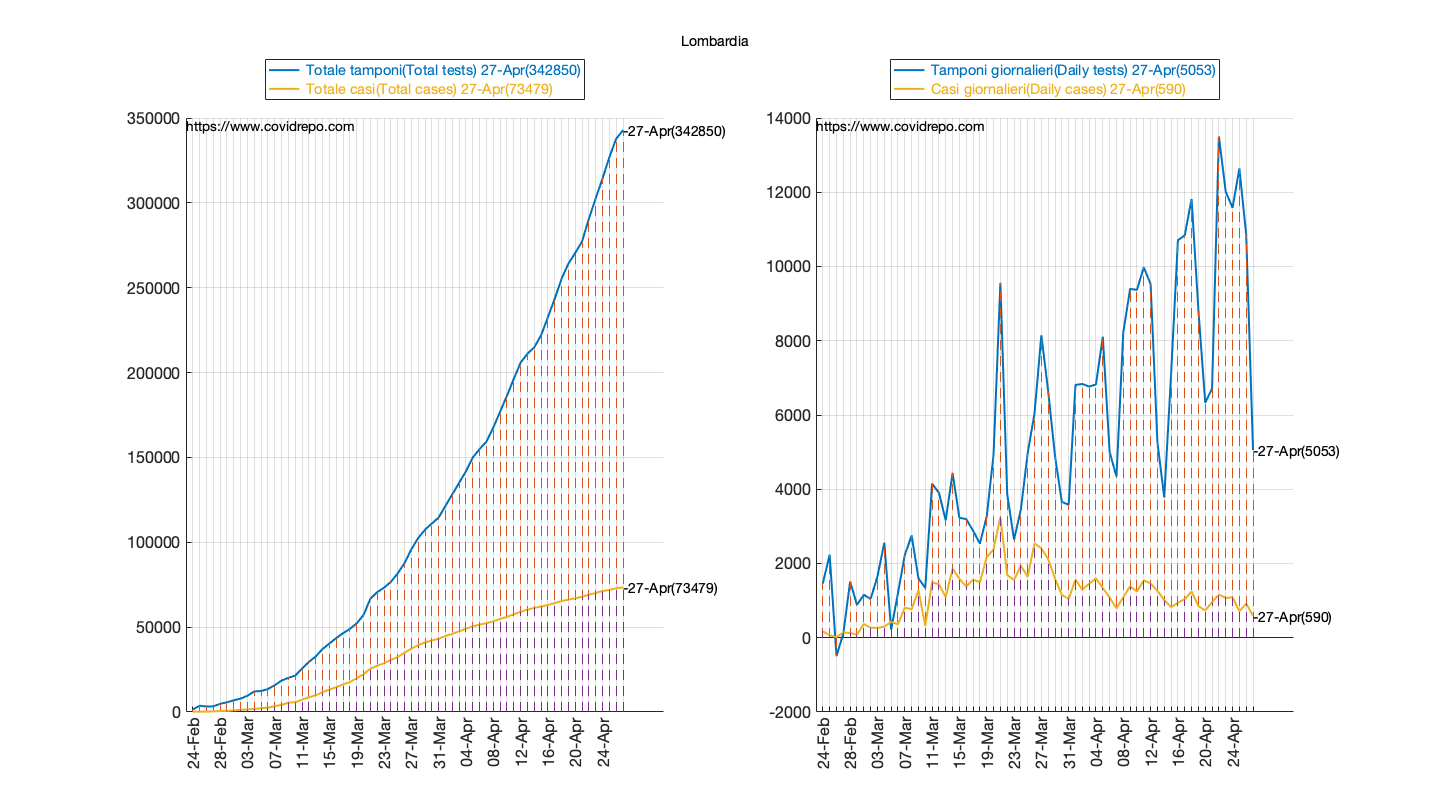 Lombardia
Totale tamponi(Total tests) 27-Apr(342850)
Totale casi(Total cases) 27-Apr(73479)
350000
300000
250000
200000
150000
100000
50000
0
https://www.covidrepo.com
27-Apr(342850)
27-Apr(73479)
24-Feb
28-Feb
03-Mar
07-Mar
11-Mar
15-Mar
19-Mar
23-Mar
27-Mar
31-Mar
04-Apr
08-Apr
12-Apr
16-Apr
20-Apr
24-Apr
Tamponi giornalieri(Daily tests) 27-Apr(5053)
Casi giornalieri(Daily cases) 27-Apr(590)
14000
12000
10000
8000
6000
4000
2000
0
-2000
https://www.covidrepo.com
27-Apr(5053)
27-Apr(590)
24-Feb
28-Feb
03-Mar
07-Mar
11-Mar
15-Mar
19-Mar
23-Mar
27-Mar
31-Mar
04-Apr
08-Apr
12-Apr
16-Apr
20-Apr
24-Apr